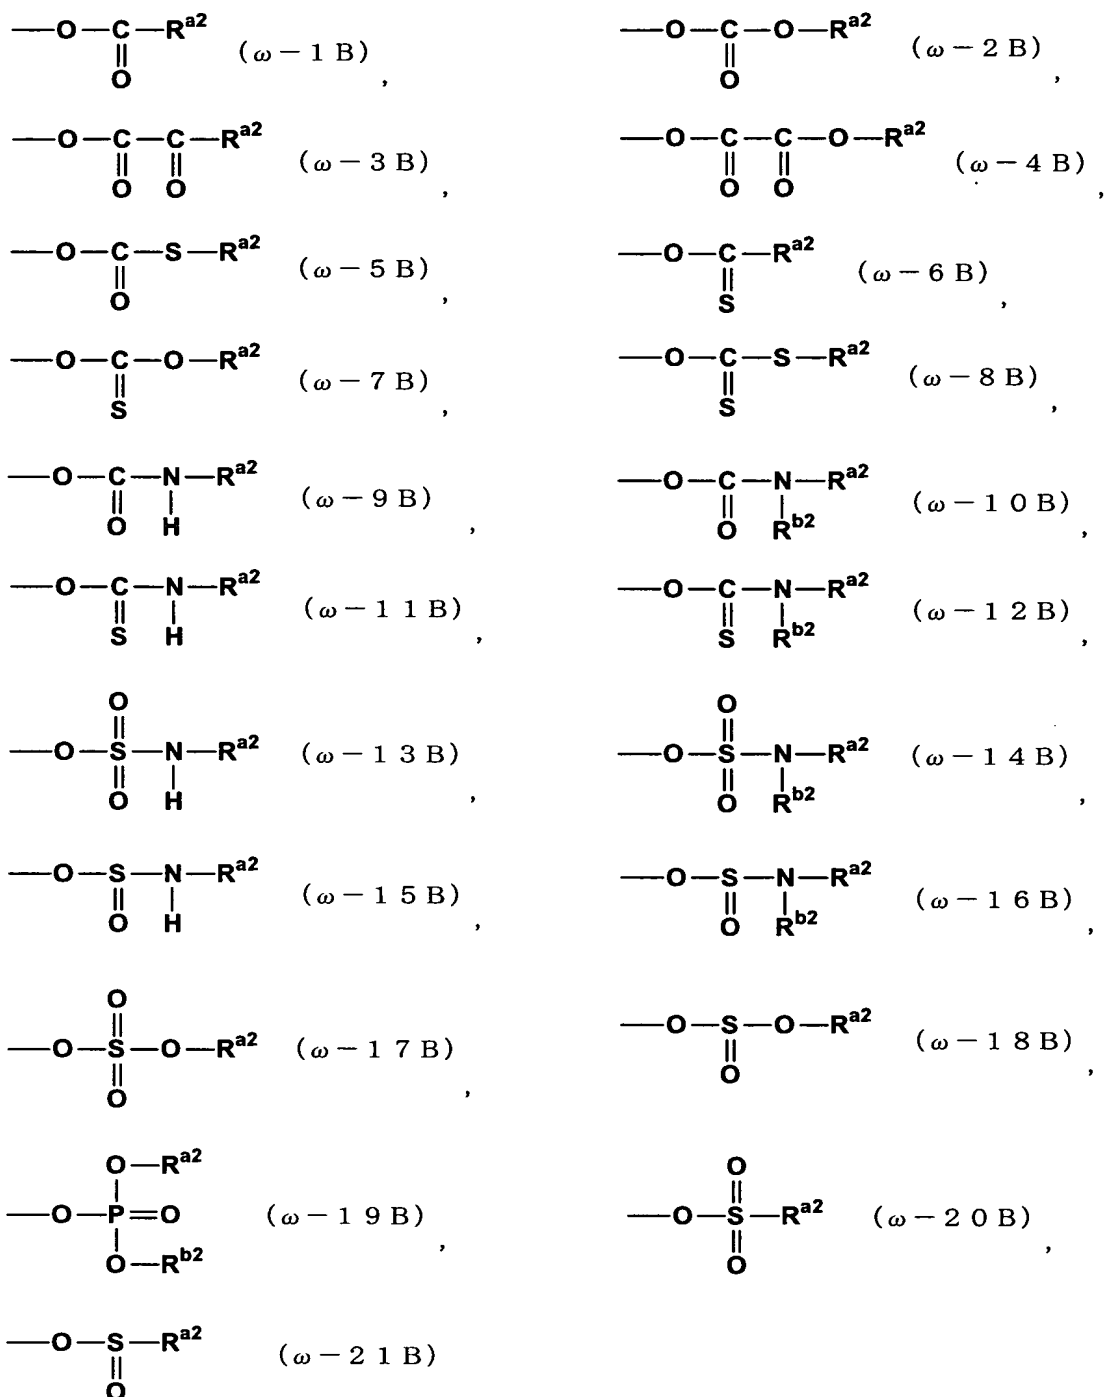 —O—C—R^a2 (ω－1B),
‖
O
—O—C—O—R^a2 (ω－2B),
‖
O
—O—C—C—R^a2 (ω－3B),
‖ ‖
O O
—O—C—C—O—R^a2 (ω－4B),
‖ ‖
O O
—O—C—S—R^a2 (ω－5B),
‖
O
—O—C—R^a2 (ω－6B),
‖
S
—O—C—O—R^a2 (ω－7B),
‖
S
—O—C—S—R^a2 (ω－8B),
‖
S
—O—C—N—R^a2 (ω－9B),
‖ |
O H
—O—C—N—R^a2 (ω－10B),
‖ |
O R^b2
—O—C—N—R^a2 (ω－11B),
‖ |
S H
—O—C—N—R^a2 (ω－12B),
‖ |
S R^b2
O
‖
—O—S—N—R^a2 (ω－13B),
‖ |
O H
O
‖
—O—S—N—R^a2 (ω－14B),
‖ |
O R^b2
—O—S—N—R^a2 (ω－15B),
‖ |
O H
—O—S—N—R^a2 (ω－16B),
‖ |
O R^b2
O
‖
—O—S—O—R^a2 (ω－17B),
‖
O
—O—S—O—R^a2 (ω－18B),
‖
O
O—R^a2
|
—O—P═O (ω－19B),
|
O—R^b2
O
‖
—O—S—R^a2 (ω－20B),
‖
O
—O—S—R^a2 (ω－21B)
‖
O